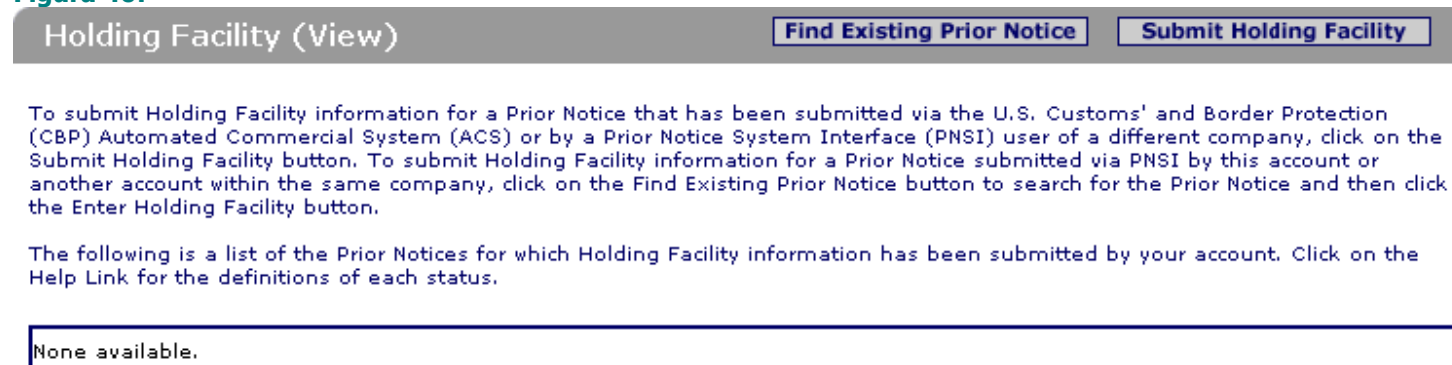 Holding Facility (View) Find Existing Prior Notice Submit Holding Facility
To submit Holding Facility information for a Prior Notice that has been submitted via the U.S. Customs' and Border Protection
(CBP) Automated Commercial System (ACS) or by a Prior Notice System Interface (PNSI) user of a different company, click on the
Submit Holding Facility button. To submit Holding Facility information for a Prior Notice submitted via PNSI by this account or
another account within the same company, click on the Find Existing Prior Notice button to search for the Prior Notice and then click
the Enter Holding Facility button.
The following is a list of the Prior Notices for which Holding Facility information has been submitted by your account. Click on the
Help Link for the definitions of each status.
None available.